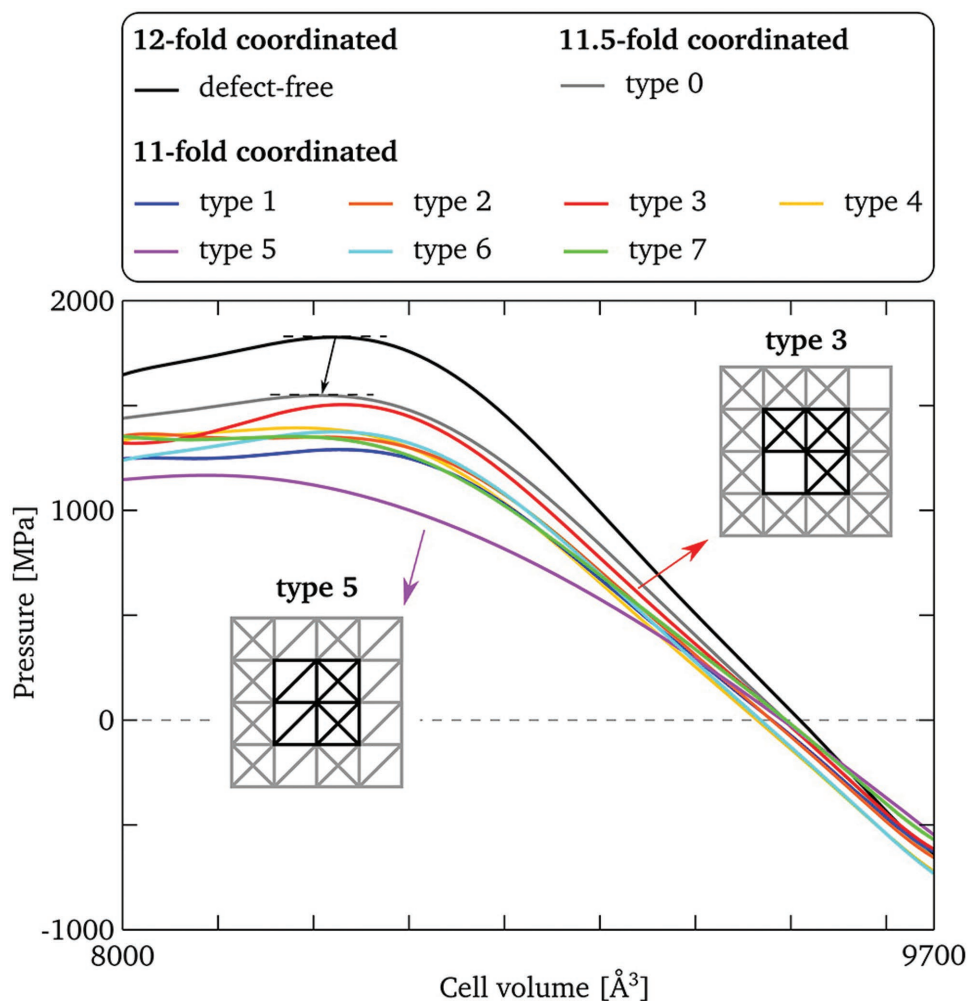 12-fold coordinated 11.5-fold coordinated
defect-free type 0
11-fold coordinated
type 1 type 2 type 3 type 4
type 5 type 6 type 7
2000
type 3
1000
Pressure [MPa]
type 5
0
-1000
8000 9700
Cell volume [Å³]